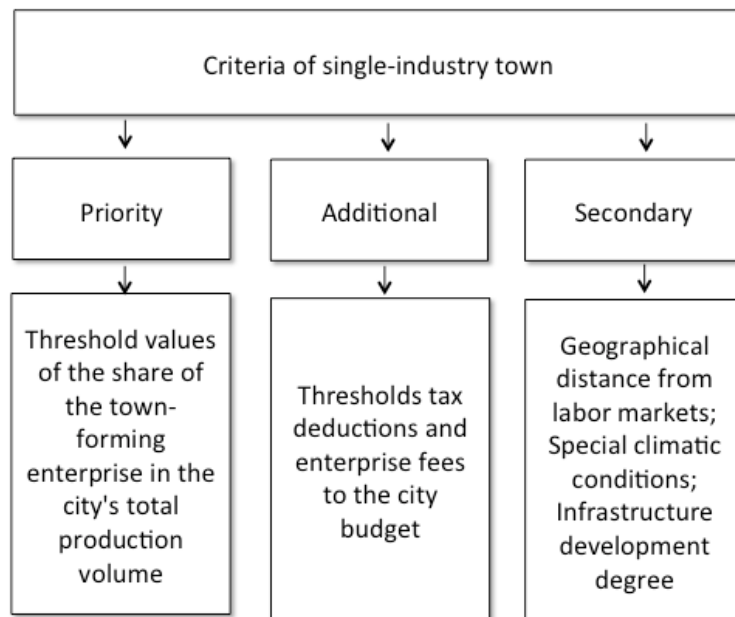 Criteria of single-industry town
Priority
Additional
Secondary
Threshold values
of the share of
the town-
forming
enterprise in the
city's total
production
volume
Thresholds tax
deductions and
enterprise fees
to the city
budget
Geographical
distance from
labor markets;
Special climatic
conditions;
Infrastructure
development
degree